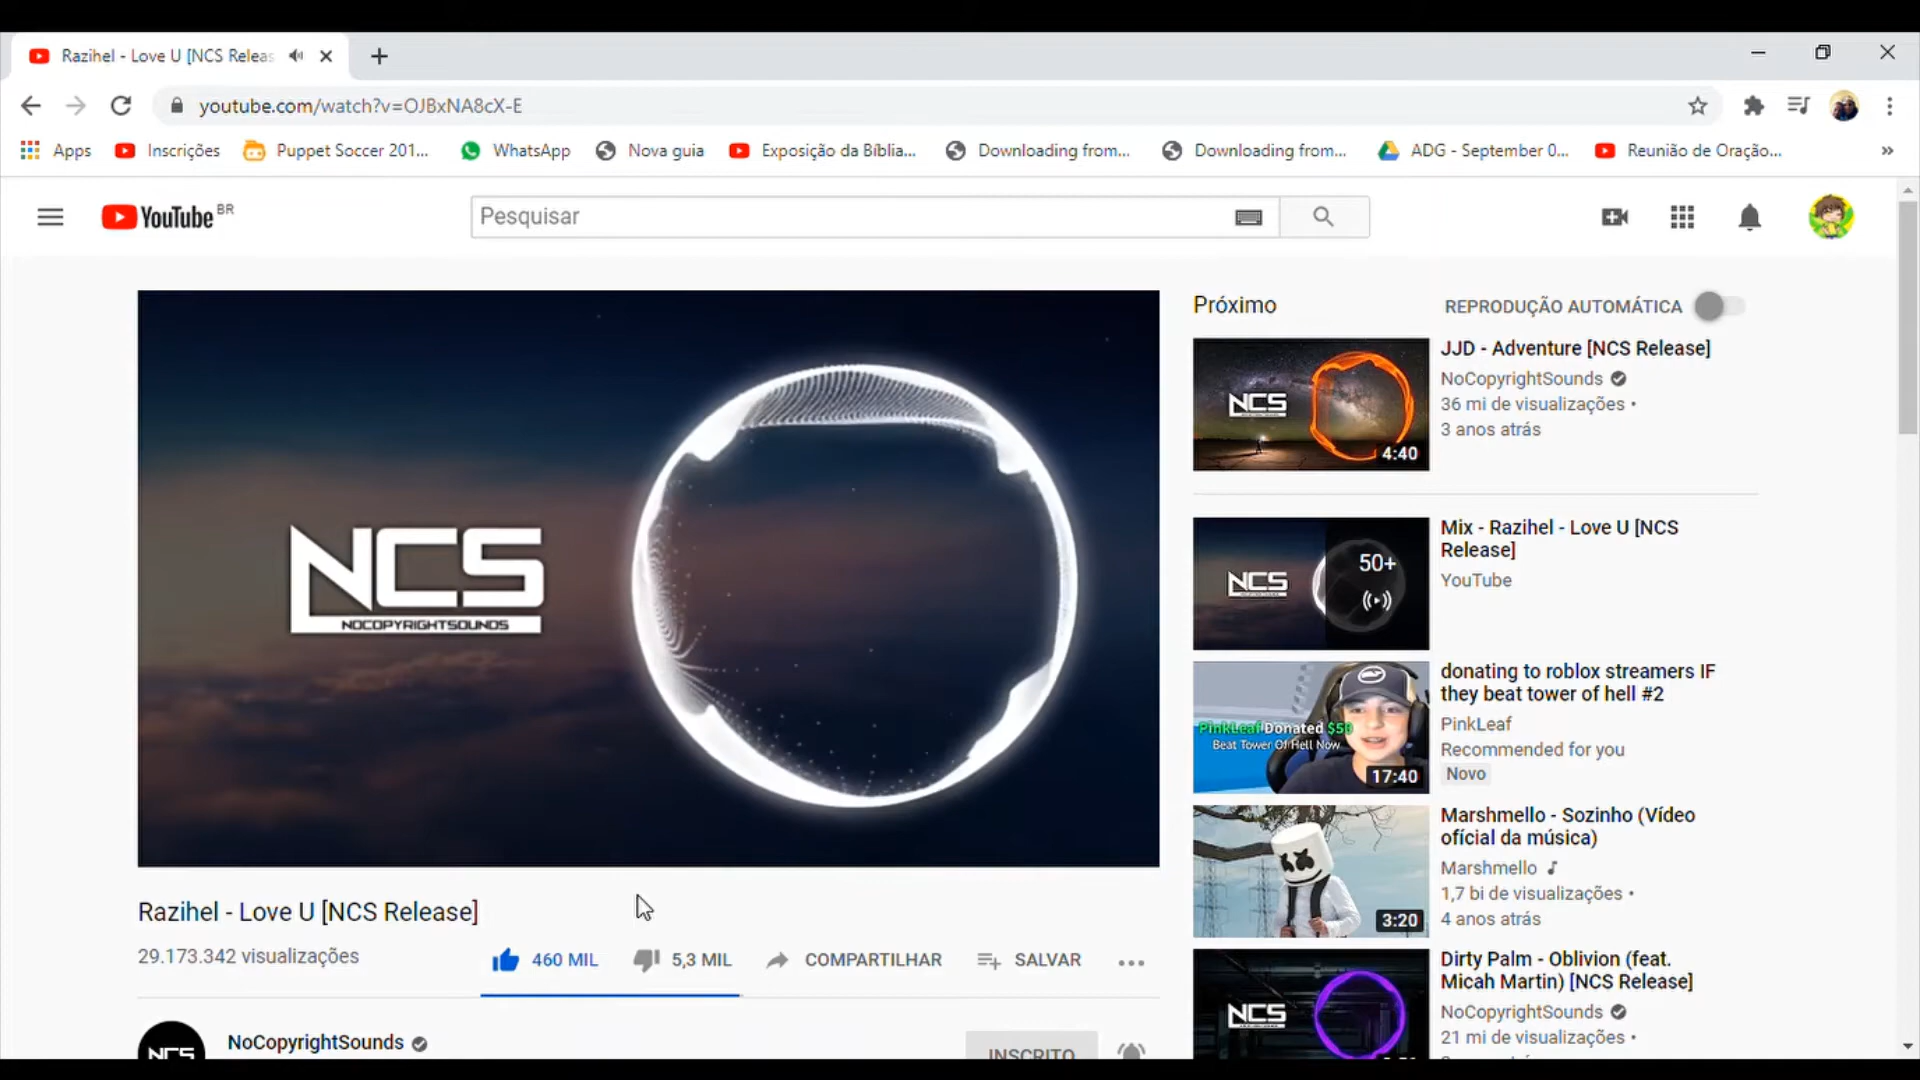 Razihel - Love U [NCS Releas
youtube.com/watch?v=OJBxNA8cX-E
Apps
Inscrições
Puppet Soccer 201...
WhatsApp
Nova guia
Exposição da Bíblia...
Downloading from...
Downloading from...
ADG - September 0...
Reunião de Oração...
»
YouTube BR
Pesquisar
NCS
NOCOPYRIGHTSOUNDS
Razihel - Love U [NCS Release]
29.173.342 visualizações
460 MIL
5,3 MIL
COMPARTILHAR
SALVAR
NCS
NoCopyrightSounds
INSCRITO
Próximo
REPRODUÇÃO AUTOMÁTICA
NCS
4:40
JJD - Adventure [NCS Release]
NoCopyrightSounds
36 mi de visualizações •
3 anos atrás
NCS
50+
Mix - Razihel - Love U [NCS
Release]
YouTube
PinkLeaf Donated $50
Beat Tower Of Hell Now
17:40
donating to roblox streamers IF
they beat tower of hell #2
PinkLeaf
Recommended for you
Novo
3:20
Marshmello - Sozinho (Vídeo
ofícial da música)
Marshmello
1,7 bi de visualizações •
4 anos atrás
NCS
Dirty Palm - Oblivion (feat.
Micah Martin) [NCS Release]
NoCopyrightSounds
21 mi de visualizações •